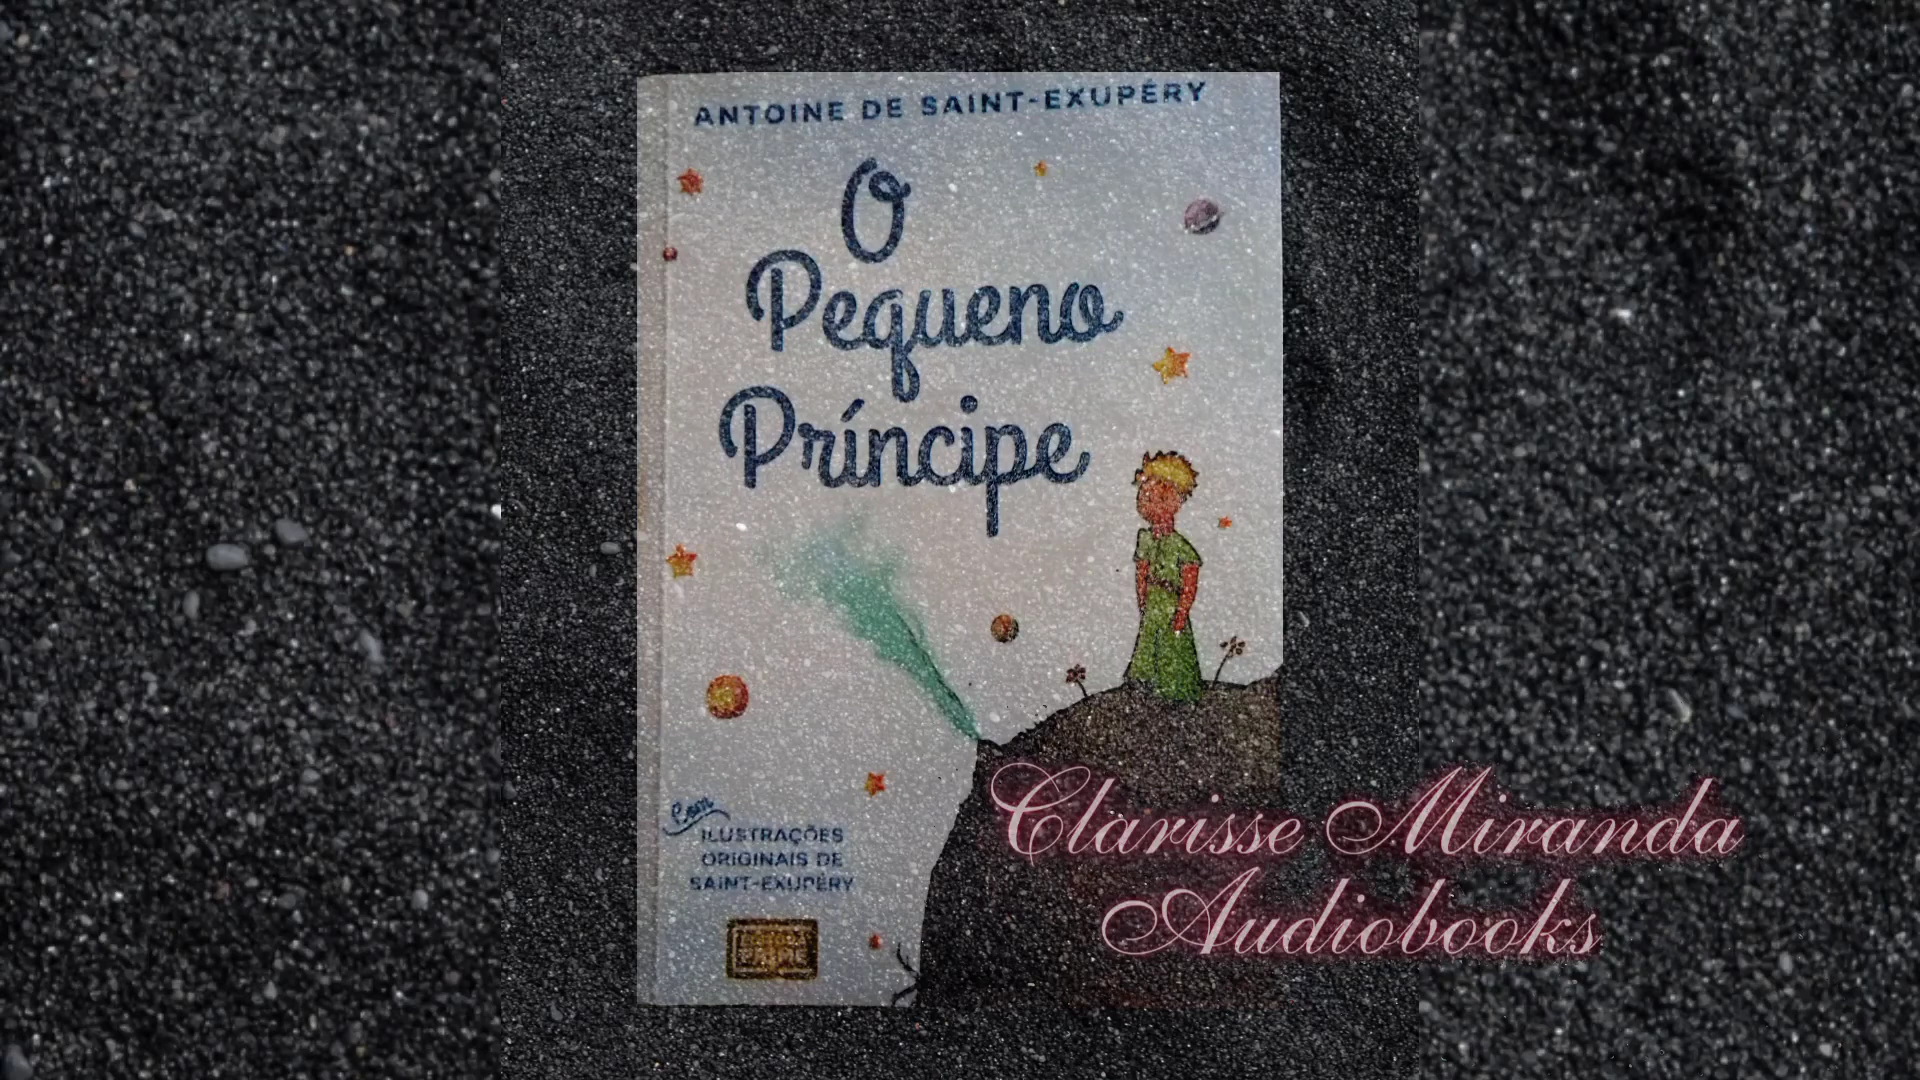 ANTOINE DE SAINT-EXUPÉRY
O
Pequeno
Príncipe
Com
ILUSTRAÇÕES
ORIGINAIS DE
SAINT-EXUPÉRY
Clarisse Miranda
Audiobooks